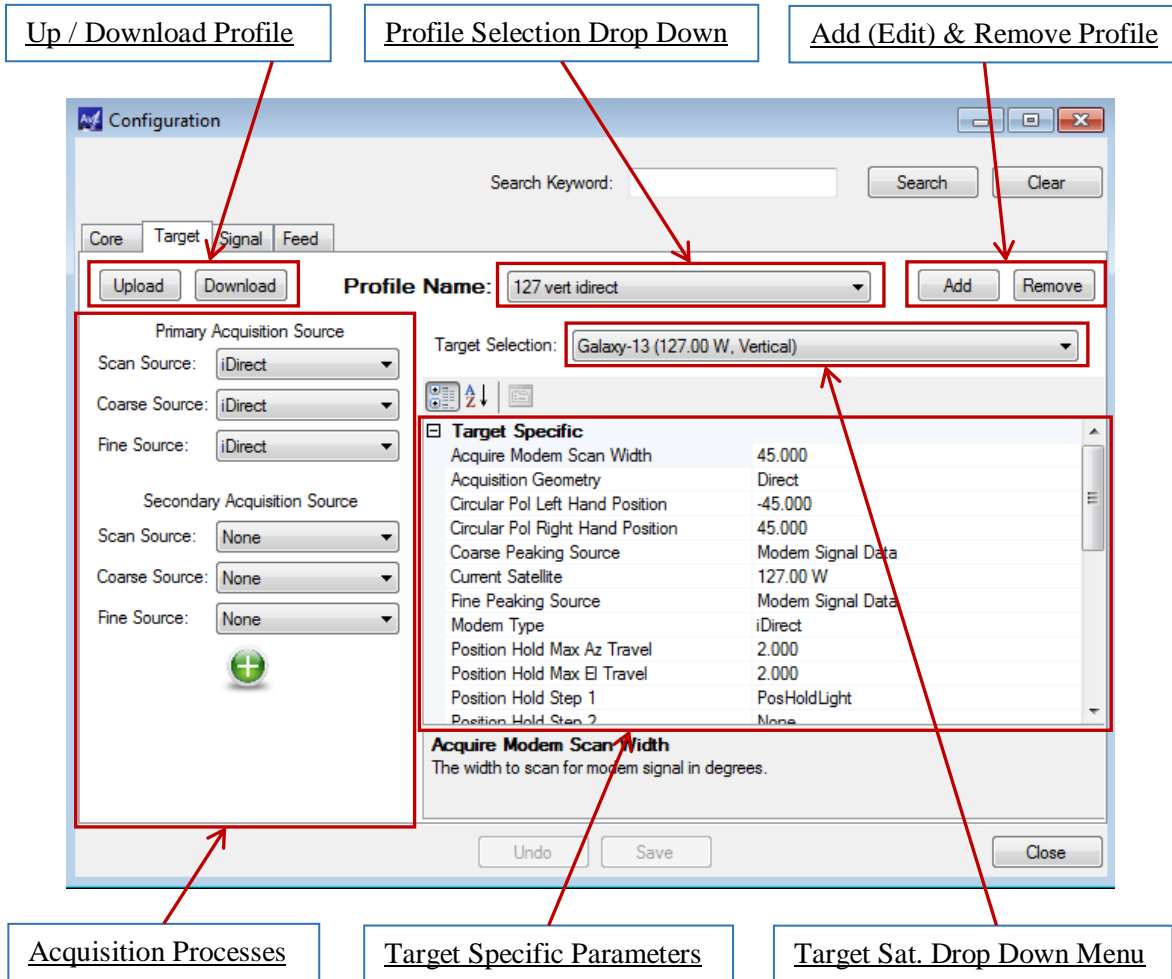 Up / Download Profile
Profile Selection Drop Down
Add (Edit) & Remove Profile
Configuration
Search Keyword:
Search
Clear
Core
Target
Signal
Feed
Upload
Download
Profile Name:
127 vert idirect
Add
Remove
Primary Acquisition Source
Scan Source:
iDirect
Coarse Source:
iDirect
Fine Source:
iDirect
Secondary Acquisition Source
Scan Source:
None
Coarse Source:
None
Fine Source:
None
Target Selection:
Galaxy-13 (127.00 W, Vertical)
Target Specific
Acquire Modem Scan Width 45.000
Acquisition Geometry Direct
Circular Pol Left Hand Position -45.000
Circular Pol Right Hand Position 45.000
Coarse Peaking Source Modem Signal Data
Current Satellite 127.00 W
Fine Peaking Source Modem Signal Data
Modem Type iDirect
Position Hold Max Az Travel 2.000
Position Hold Max El Travel 2.000
Position Hold Step 1 PosHoldLight
Position Hold Step 2 None
Acquire Modem Scan Width
The width to scan for modem signal in degrees.
Undo
Save
Close
Acquisition Processes
Target Specific Parameters
Target Sat. Drop Down Menu